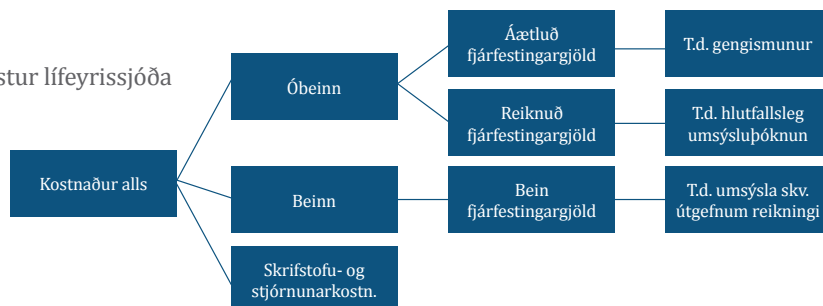 lífeyrissjóða
Kostnaður alls
Óbeinn
Beinn
Skrifstofu- og
stjórnunarkostn.
Áætluð
fjárfestingargjöld
Reiknuð
fjárfestingargjöld
Bein
fjárfestingargjöld
T.d. gengismunur
T.d. hlutfallsleg
umsýsluþóknun
T.d. umsýsla skv.
útgefnum reikningi